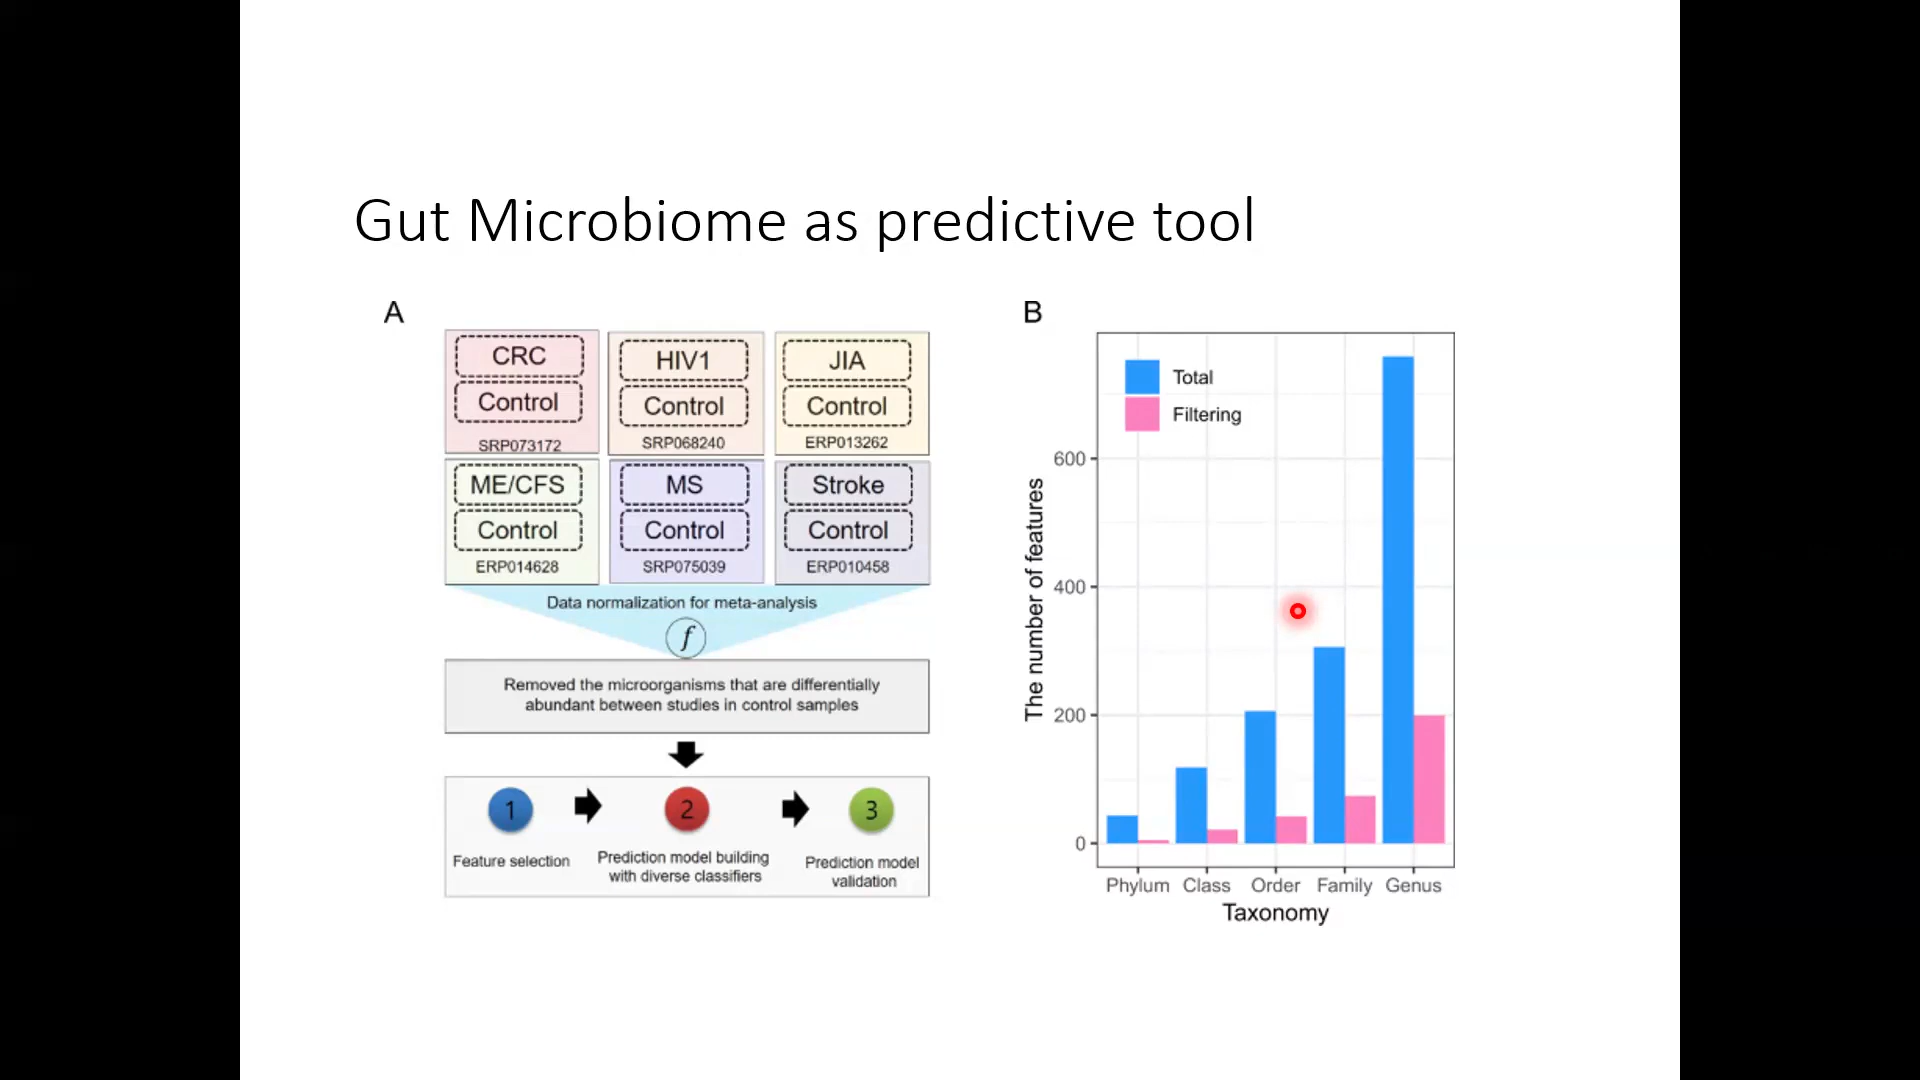 Gut Microbiome as predictive tool
A
CRC
Control
SRP073172
HIV1
Control
SRP068240
JIA
Control
ERP013262
ME/CFS
Control
ERP014628
MS
Control
SRP075039
Stroke
Control
ERP010458
Data normalization for meta-analysis
f
Removed the microorganisms that are differentially
abundant between studies in control samples
1
Feature selection
2
Prediction model building
with diverse classifiers
3
Prediction model
validation
B
Total
Filtering
The number of features
600
400
200
0
Phylum Class Order Family Genus
Taxonomy